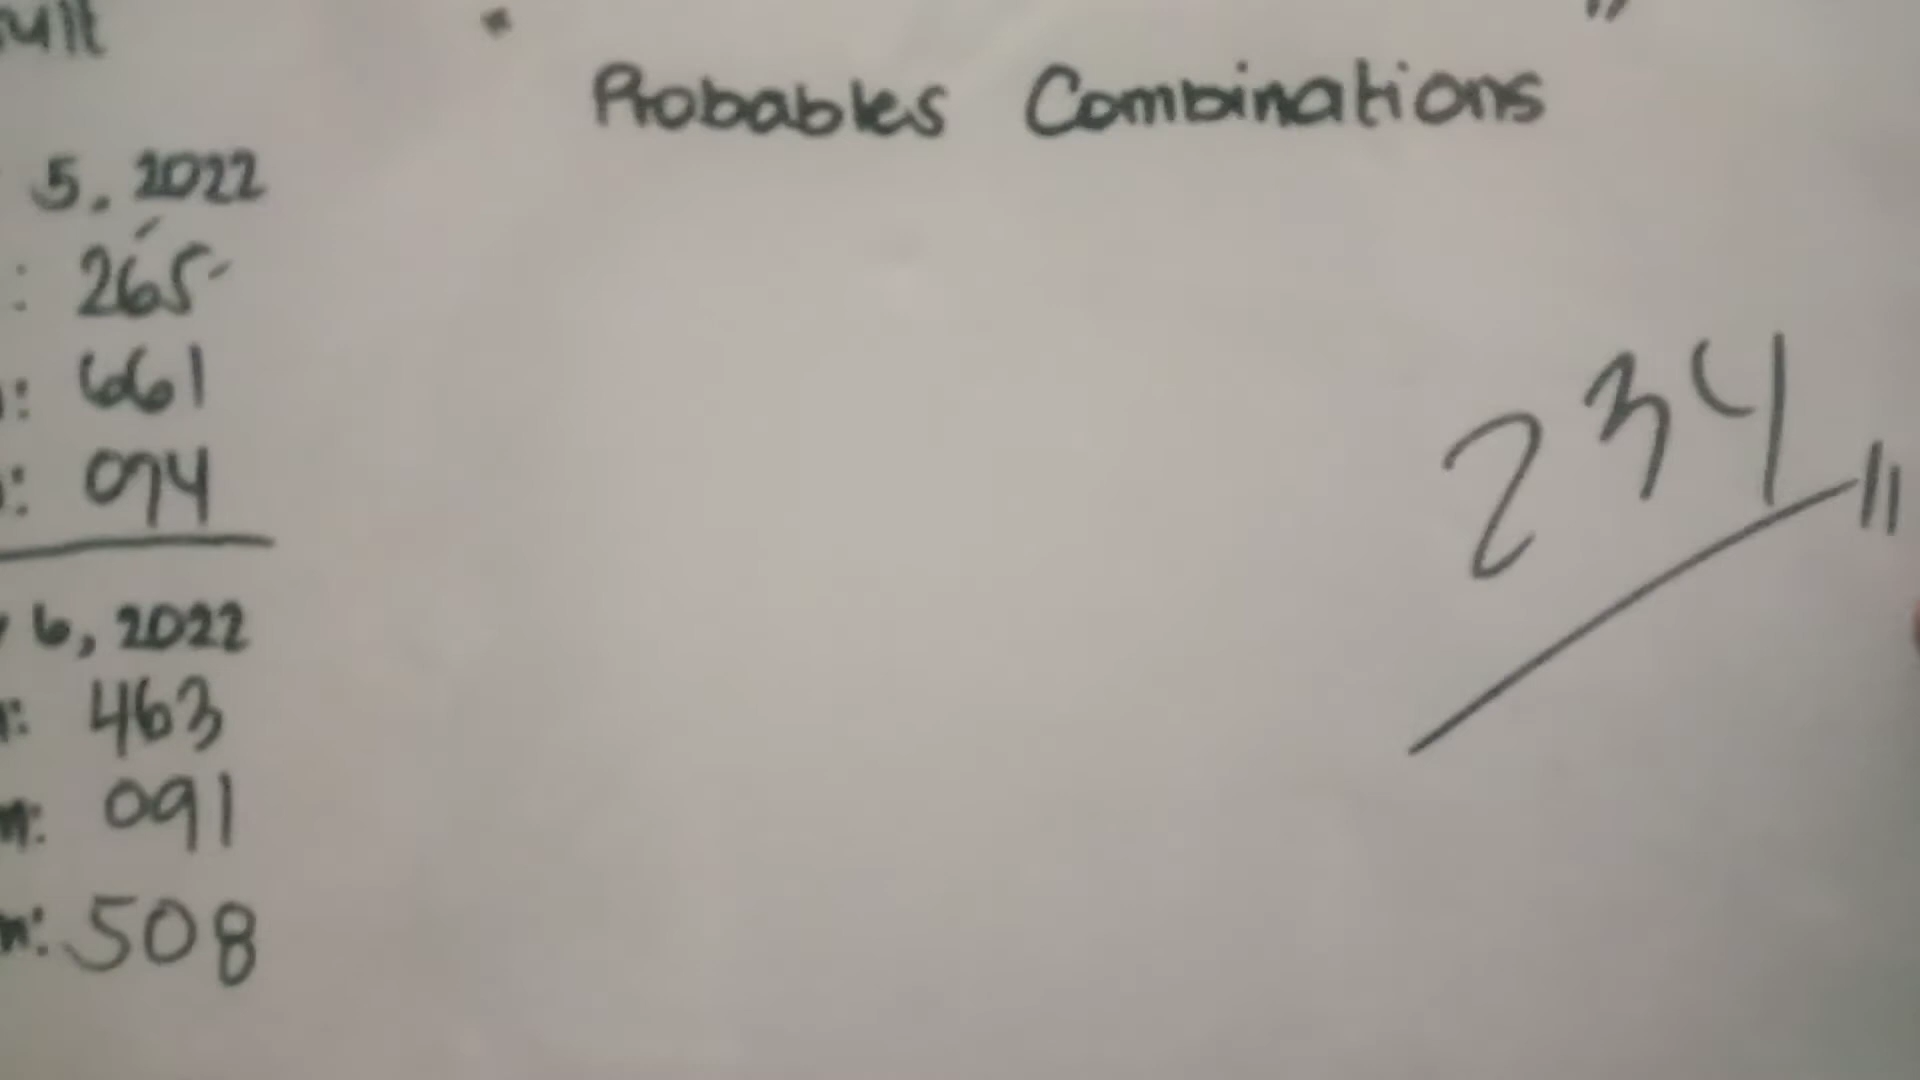 Probables Combinations
5, 2022
: 265
: 661
: 094
234
6, 2022
: 463
m: 091
m: 508